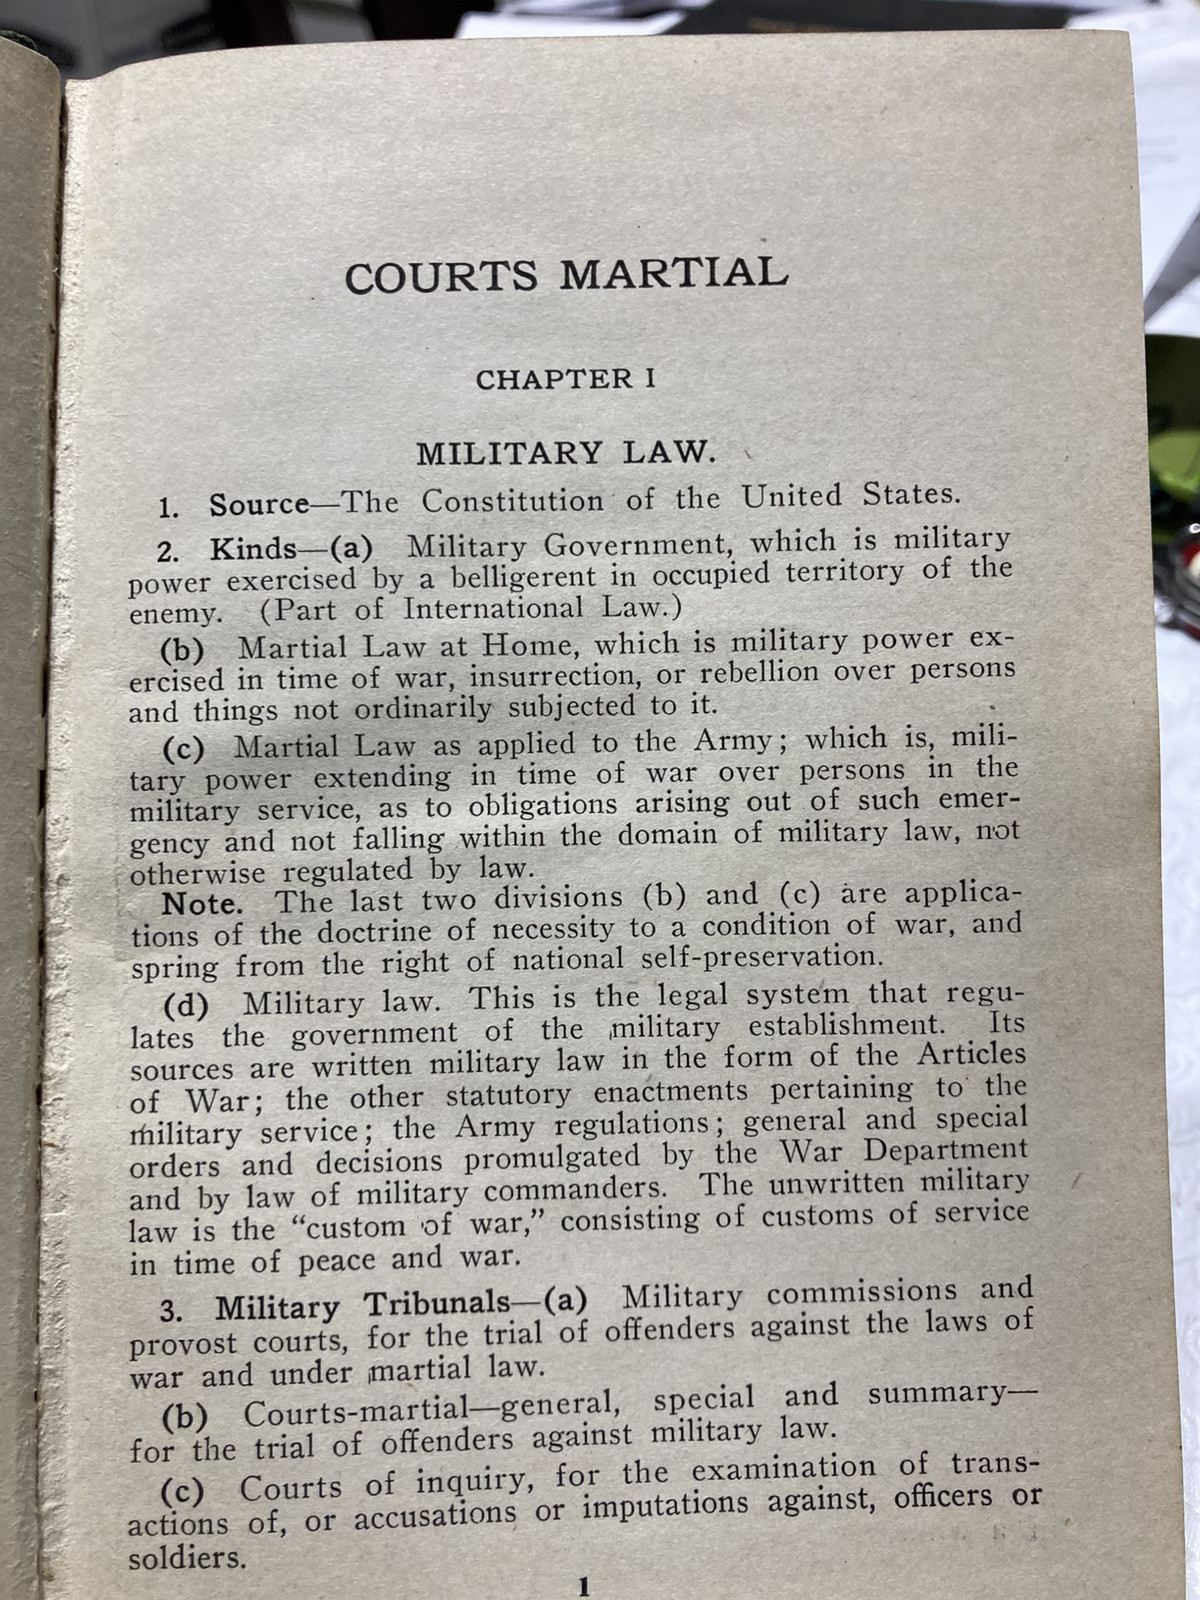 COURTS MARTIAL
CHAPTER I
MILITARY LAW.
1. Source—The Constitution of the United States.
2. Kinds—(a) Military Government, which is military
power exercised by a belligerent in occupied territory of the
enemy. (Part of International Law.)
(b) Martial Law at Home, which is military power ex-
ercised in time of war, insurrection, or rebellion over persons
and things not ordinarily subjected to it.
(c) Martial Law as applied to the Army; which is, mili-
tary power extending in time of war over persons in the
military service, as to obligations arising out of such emer-
gency and not falling within the domain of military law, not
otherwise regulated by law.
Note. The last two divisions (b) and (c) are applica-
tions of the doctrine of necessity to a condition of war, and
spring from the right of national self-preservation.
(d) Military law. This is the legal system that regu-
lates the government of the military establishment. Its
sources are written military law in the form of the Articles
of War; the other statutory enactments pertaining to the
military service; the Army regulations; general and special
orders and decisions promulgated by the War Department
and by law of military commanders. The unwritten military
law is the “custom of war,” consisting of customs of service
in time of peace and war.
3. Military Tribunals—(a) Military commissions and
provost courts, for the trial of offenders against the laws of
war and under martial law.
(b) Courts-martial—general, special and summary—
for the trial of offenders against military law.
(c) Courts of inquiry, for the examination of trans-
actions of, or accusations or imputations against, officers or
soldiers.
1